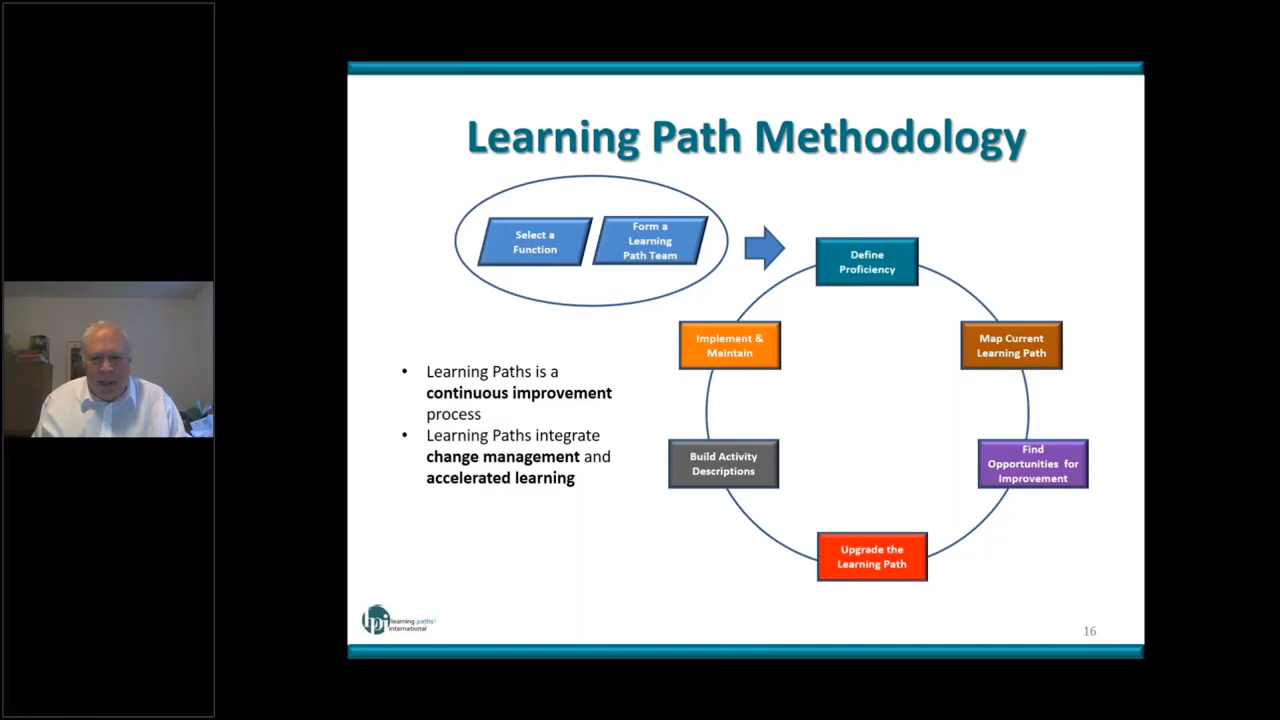 Learning Path Methodology
Select a
Function
Form a
Learning
Path Team
Define
Proficiency
Implement &
Maintain
Map Current
Learning Path
• Learning Paths is a
continuous improvement
process
• Learning Paths integrate
change management and
accelerated learning
Build Activity
Descriptions
Find
Opportunities for
Improvement
Upgrade the
Learning Path
lpi learning paths
international
16